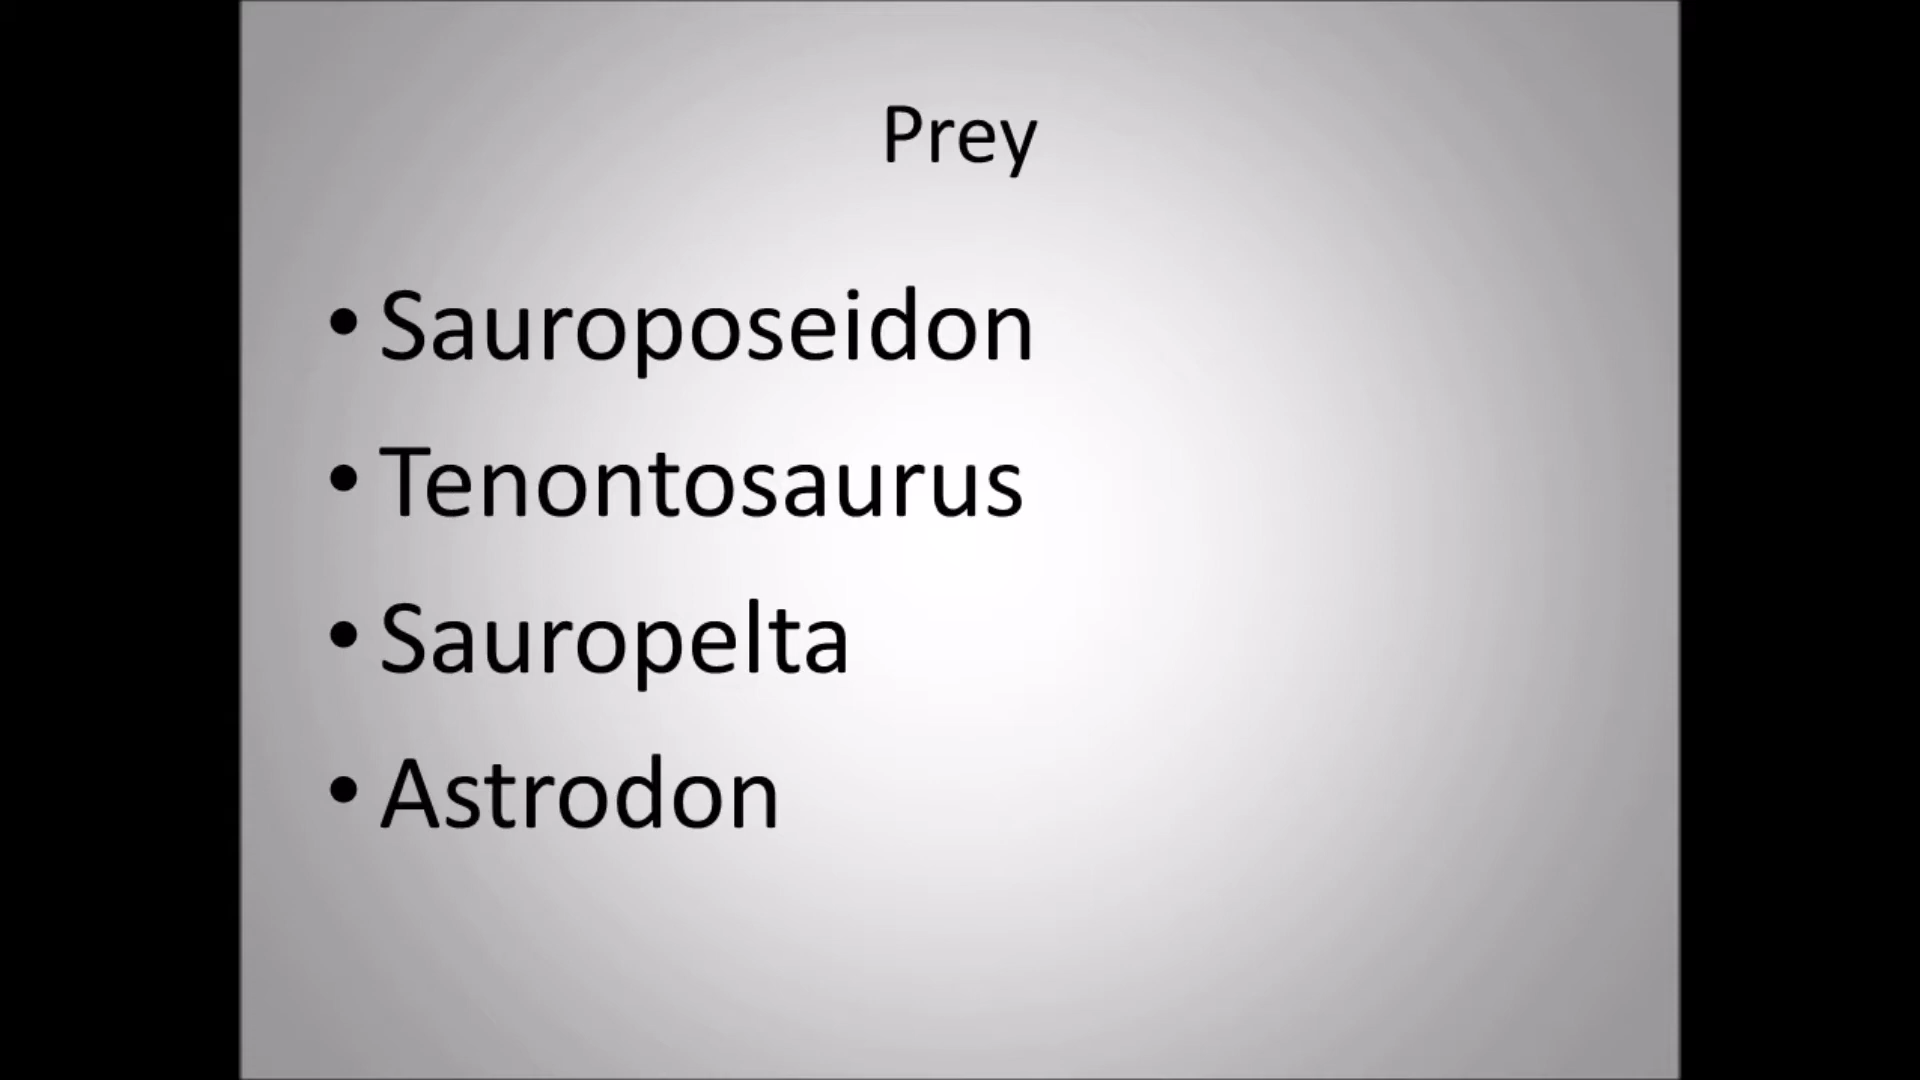 Prey
• Sauroposeidon
• Tenontosaurus
• Sauropelta
• Astrodon